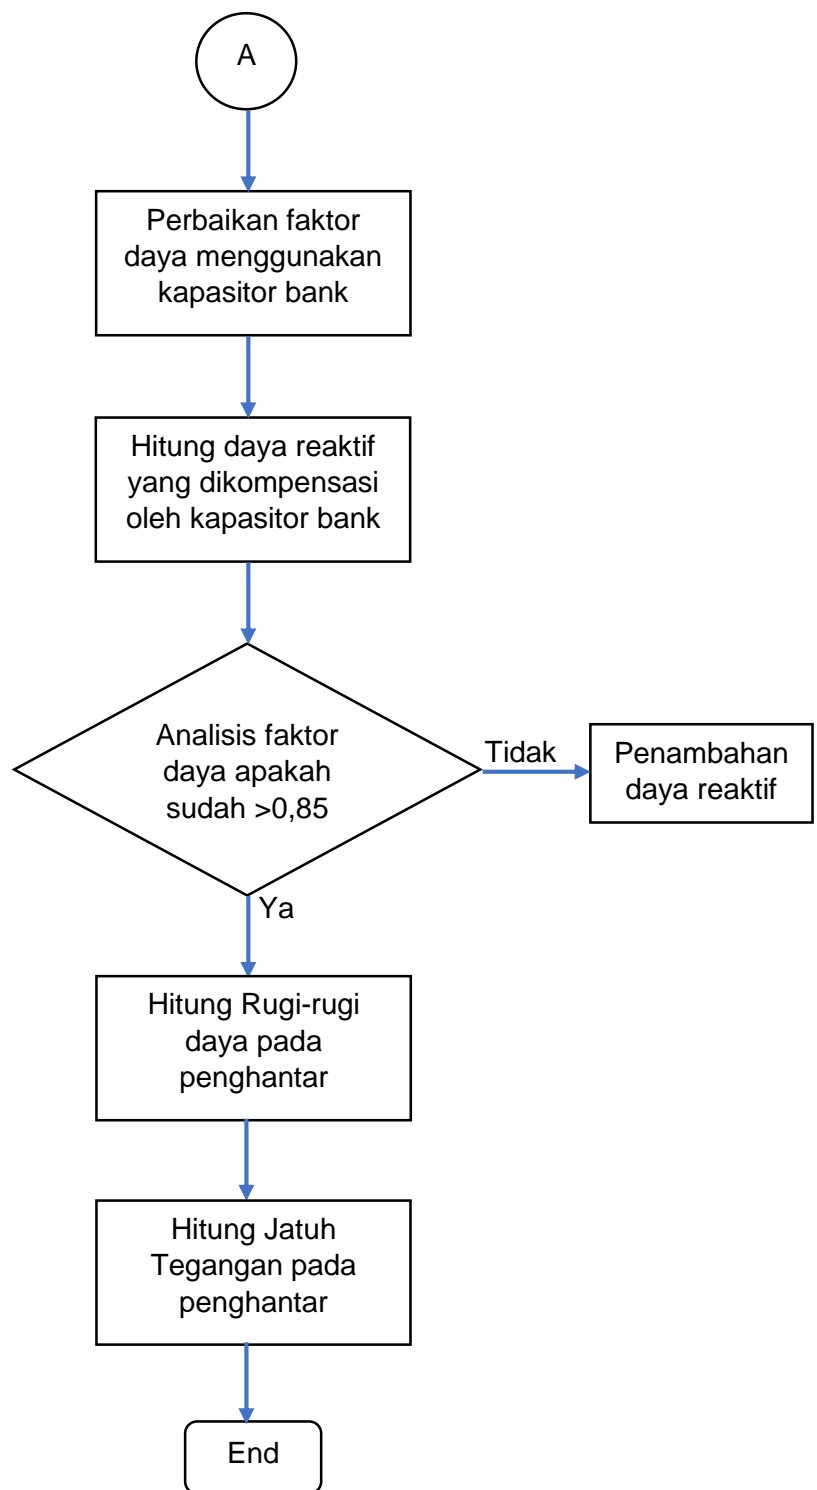 A
Perbaikan faktor
daya menggunakan
kapasitor bank
Hitung daya reaktif
yang dikompensasi
oleh kapasitor bank
Analisis faktor
daya apakah
sudah >0,85
Tidak
Penambahan
daya reaktif
Ya
Hitung Rugi-rugi
daya pada
penghantar
Hitung Jatuh
Tegangan pada
penghantar
End